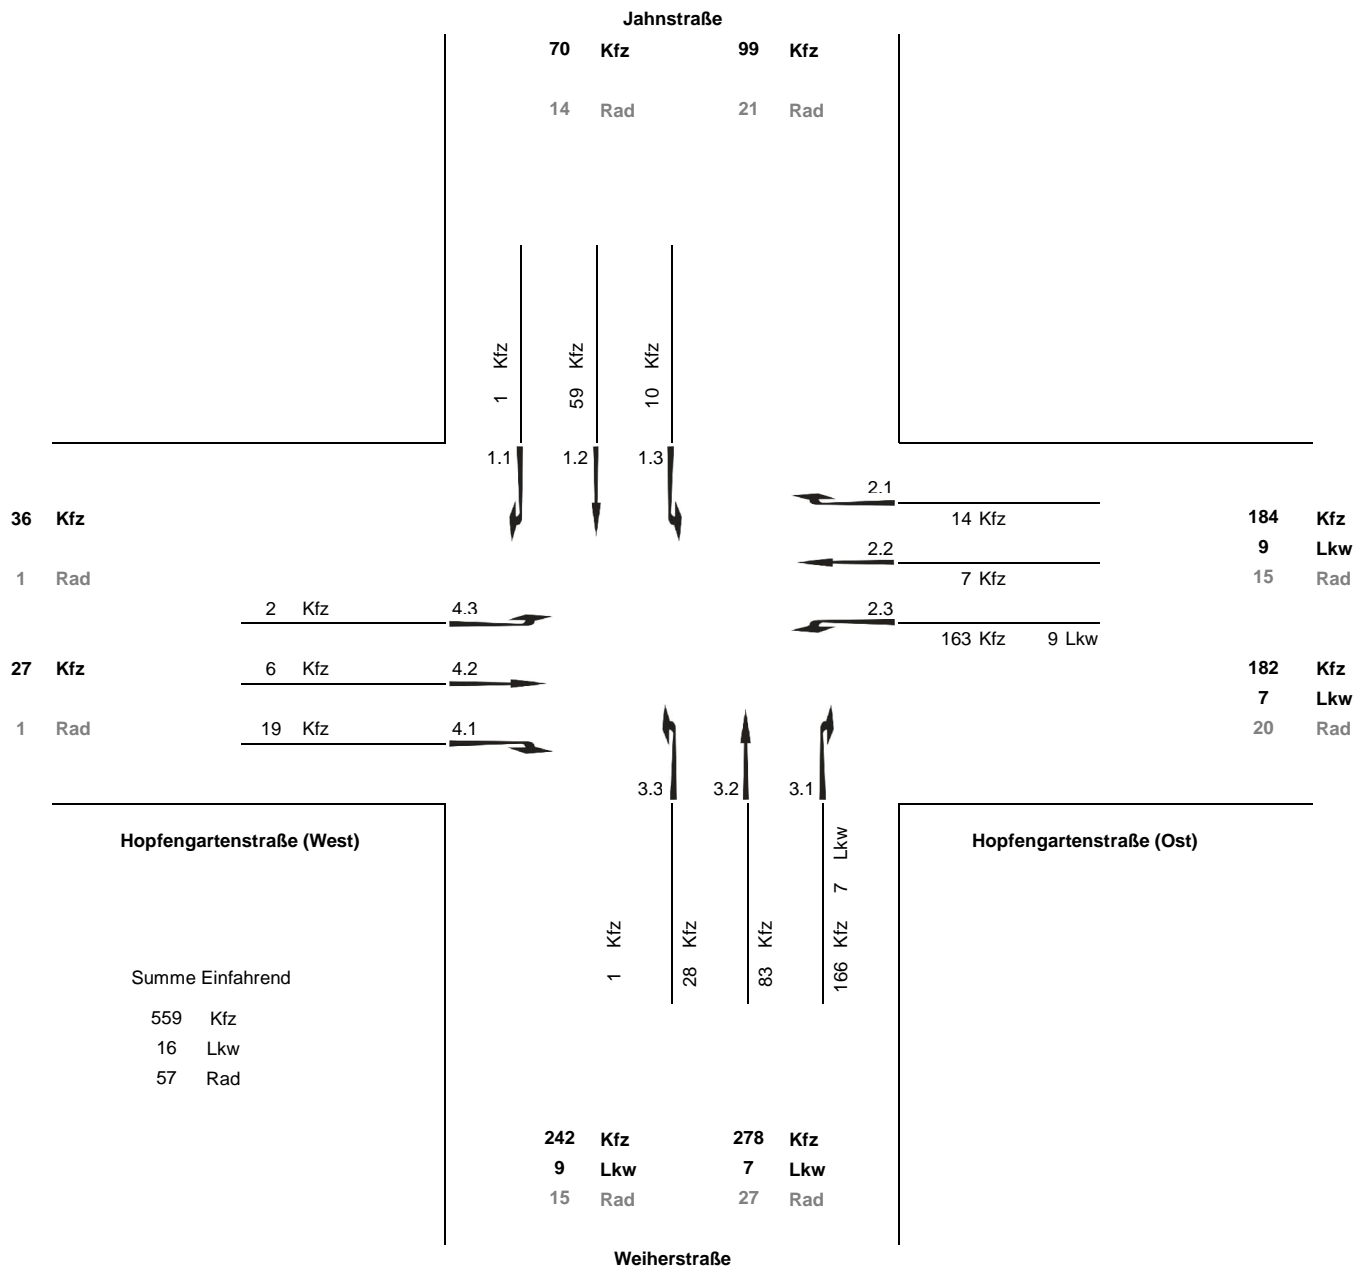 Jahnstraße
70 Kfz 99 Kfz
14 Rad 21 Rad
1 Kfz
59 Kfz
10 Kfz
1.1 1.2 1.3
2.1
14 Kfz
2.2
7 Kfz
2.3
163 Kfz 9 Lkw
36 Kfz
1 Rad
184 Kfz
9 Lkw
15 Rad
2 Kfz 4.3
27 Kfz
1 Rad
6 Kfz 4.2
19 Kfz 4.1
182 Kfz
7 Lkw
20 Rad
3.3 3.2 3.1
Hopfengartenstraße (West)
Hopfengartenstraße (Ost)
1 Kfz
28 Kfz
83 Kfz
166 Kfz 7 Lkw
Summe Einfahrend
559 Kfz
16 Lkw
57 Rad
242 Kfz 278 Kfz
9 Lkw 7 Lkw
15 Rad 27 Rad
Weiherstraße